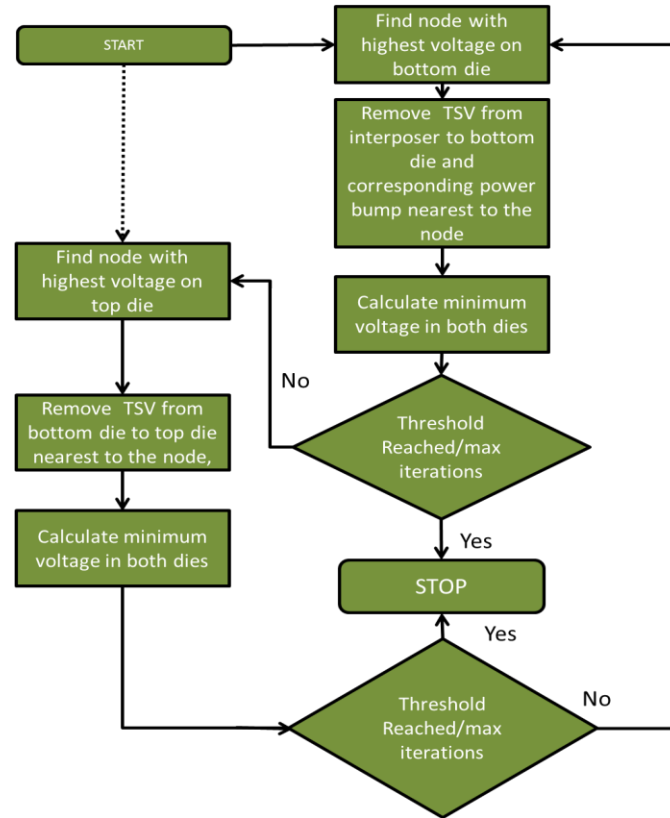 START
Find node with
highest voltage on
bottom die
Remove TSV from
interposer to bottom
die and
corresponding power
bump nearest to the
node
Find node with
highest voltage on
top die
Calculate minimum
voltage in both dies
No
Remove TSV from
bottom die to top die
nearest to the node,
Threshold
Reached/max
iterations
Calculate minimum
voltage in both dies
Yes
STOP
Yes
Threshold
Reached/max
iterations
No